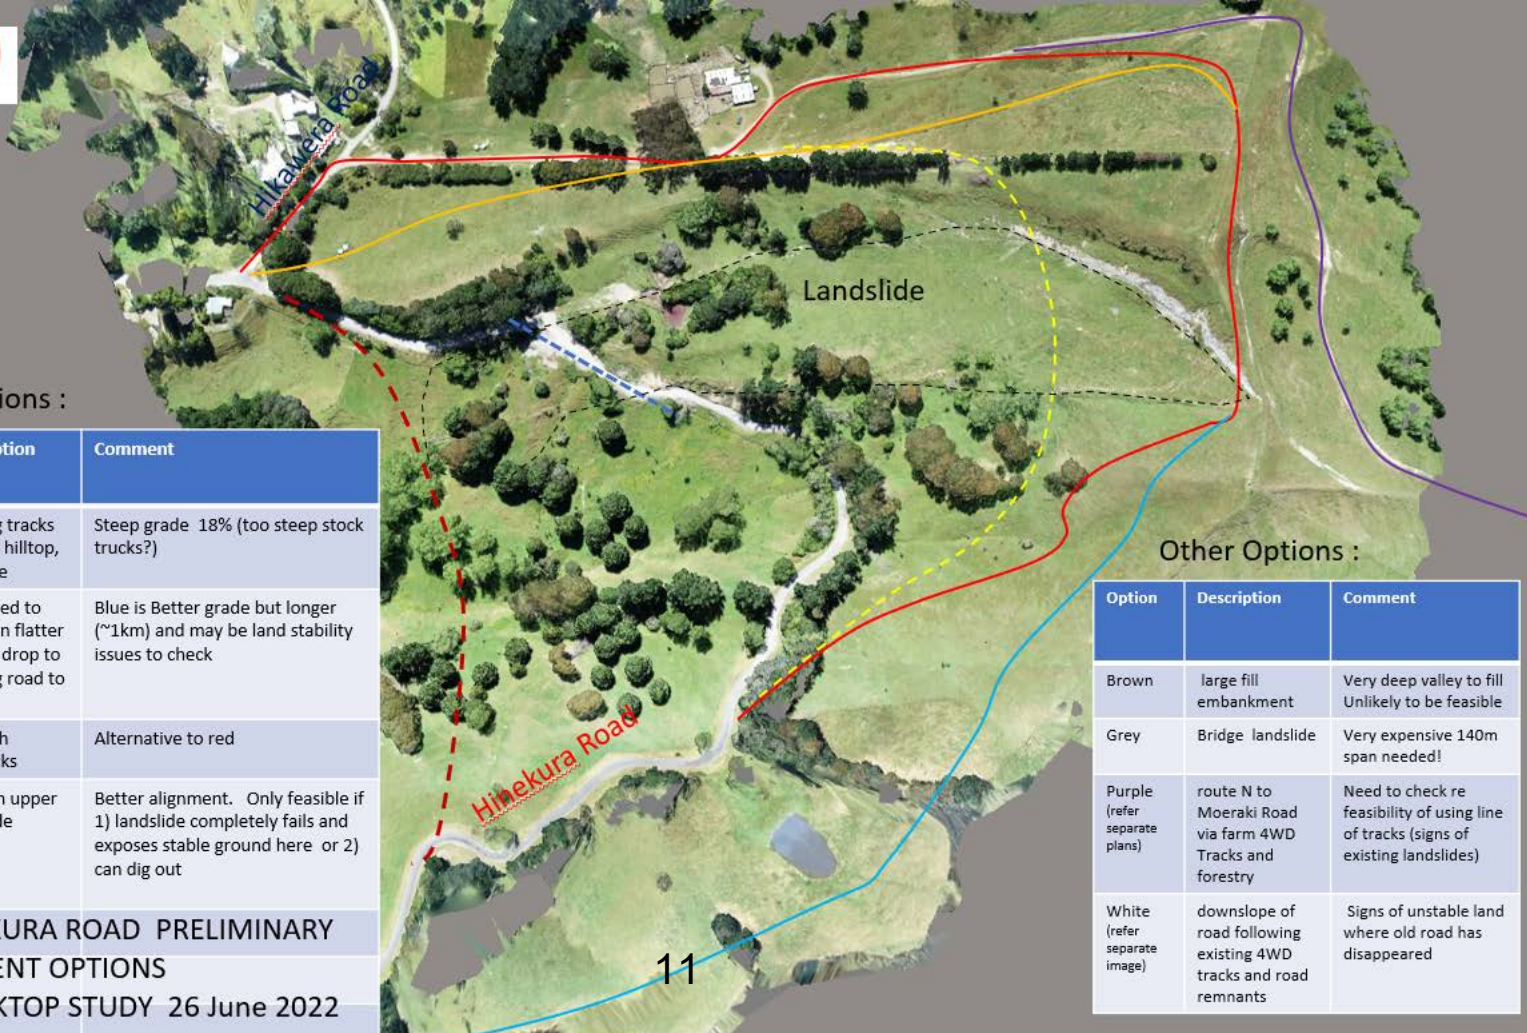 Hikawera Road
Landslide
Hinekura Road
11
ions :
tion
Comment
g tracks
hilltop,
e
Steep grade 18% (too steep stock
trucks?)
ed to
n flatter
drop to
g road to
Blue is Better grade but longer
(~1km) and may be land stability
issues to check
h
ks
Alternative to red
n upper
le
Better alignment. Only feasible if
1) landslide completely fails and
exposes stable ground here or 2)
can dig out
KURA ROAD PRELIMINARY
ENT OPTIONS
KTOP STUDY 26 June 2022
Other Options :
Option
Description
Comment
Brown
large fill
embankment
Very deep valley to fill
Unlikely to be feasible
Grey
Bridge landslide
Very expensive 140m
span needed!
Purple
(refer
separate
plans)
route N to
Moeraki Road
via farm 4WD
Tracks and
forestry
Need to check re
feasibility of using line
of tracks (signs of
existing landslides)
White
(refer
separate
image)
downslope of
road following
existing 4WD
tracks and road
remnants
Signs of unstable land
where old road has
disappeared